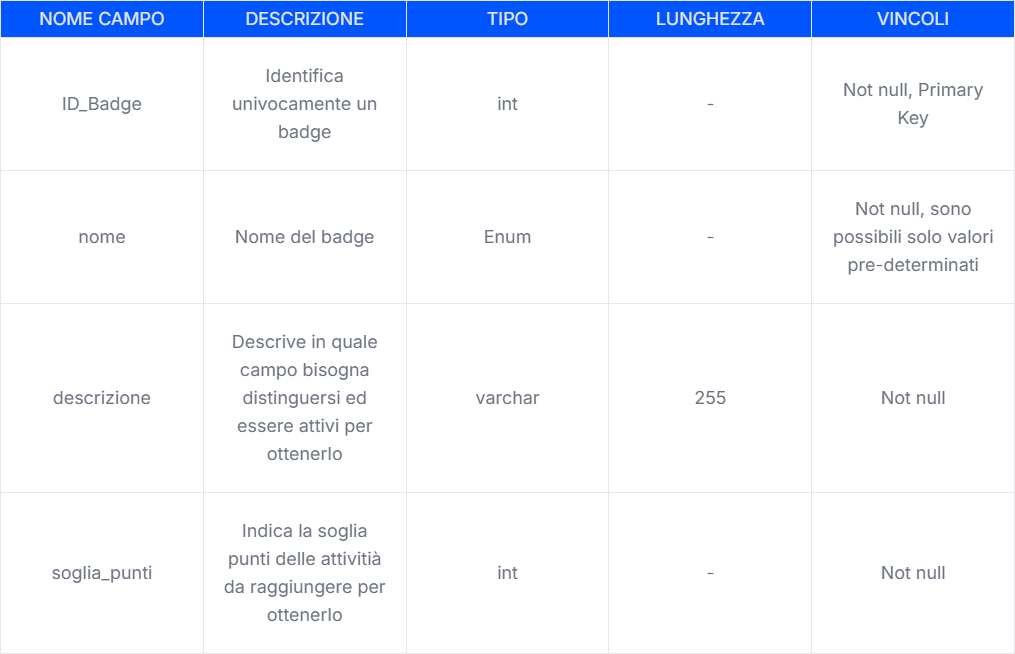 NOME CAMPO DESCRIZIONE TIPO LUNGHEZZA VINCOLI
ID_Badge
Identifica
univocamente un
badge
int
-
Not null, Primary
Key
nome
Nome del badge
Enum
-
Not null, sono
possibili solo valori
pre-determinati
descrizione
Descrive in quale
campo bisogna
distinguersi ed
essere attivi per
ottenerlo
varchar
255
Not null
soglia_punti
Indica la soglia
punti delle attivitià
da raggiungere per
ottenerlo
int
-
Not null